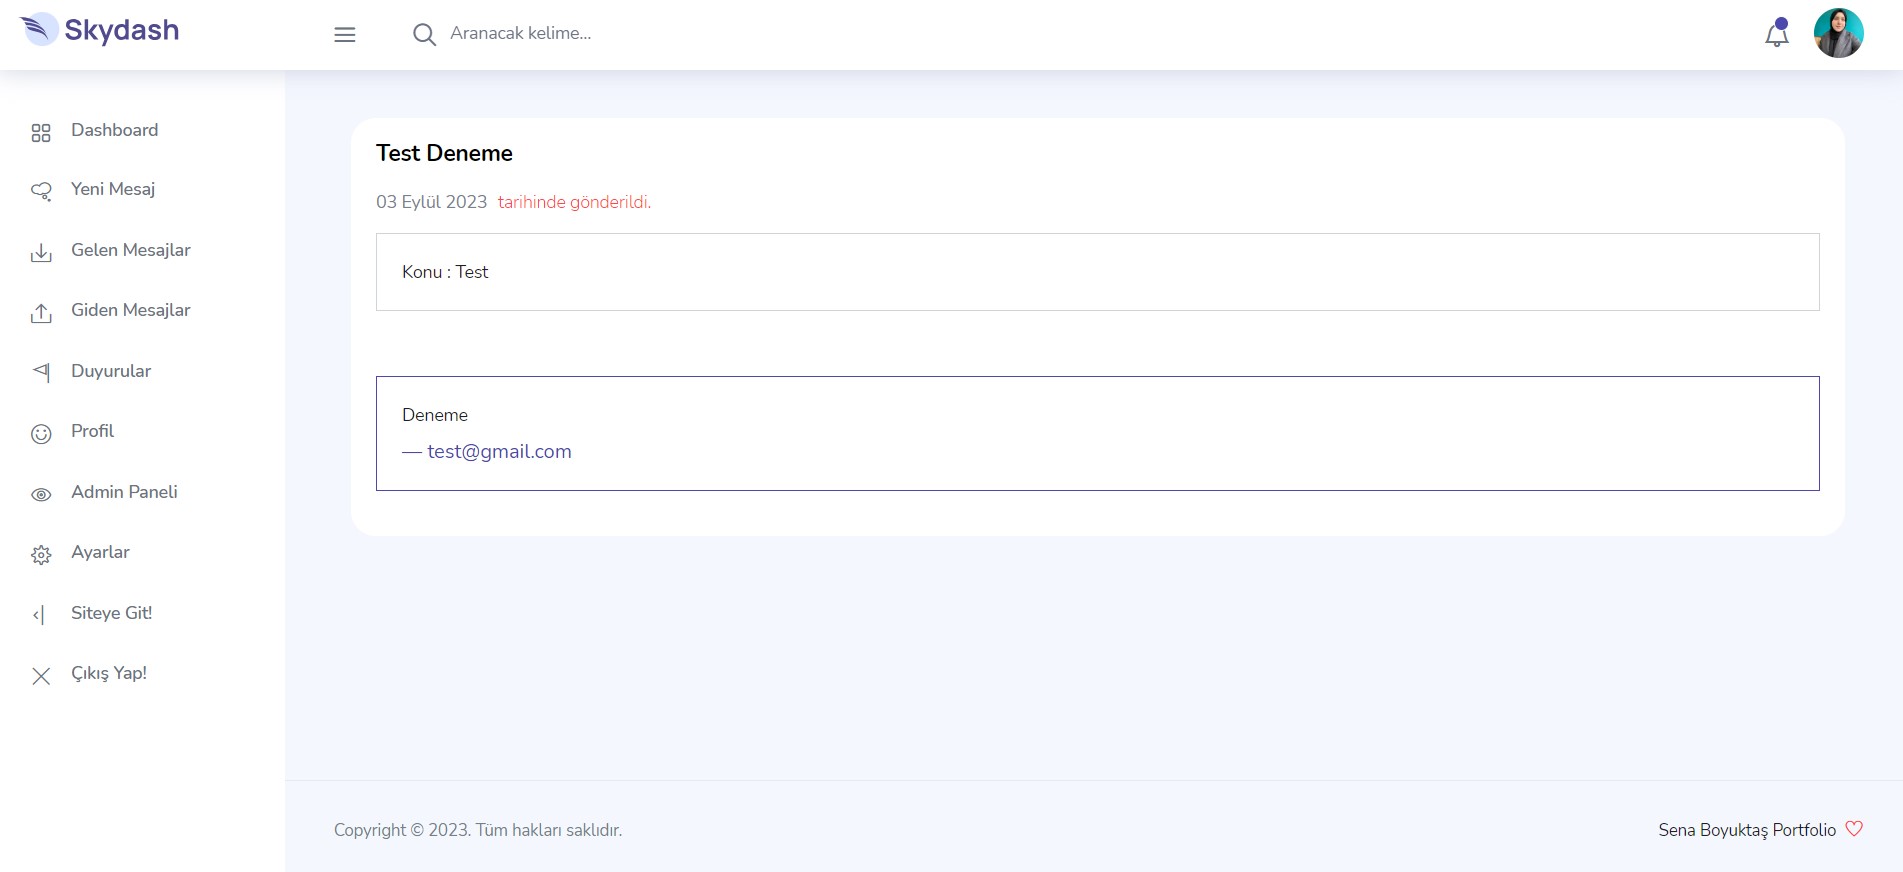 Skydash
Aranacak kelime...
Dashboard
Yeni Mesaj
Gelen Mesajlar
Giden Mesajlar
Duyurular
Profil
Admin Paneli
Ayarlar
Siteye Git!
Çıkış Yap!
Test Deneme
03 Eylül 2023 tarihinde gönderildi.
Konu : Test
Deneme
— test@gmail.com
Copyright © 2023. Tüm hakları saklıdır.
Sena Boyuktaş Portfolio